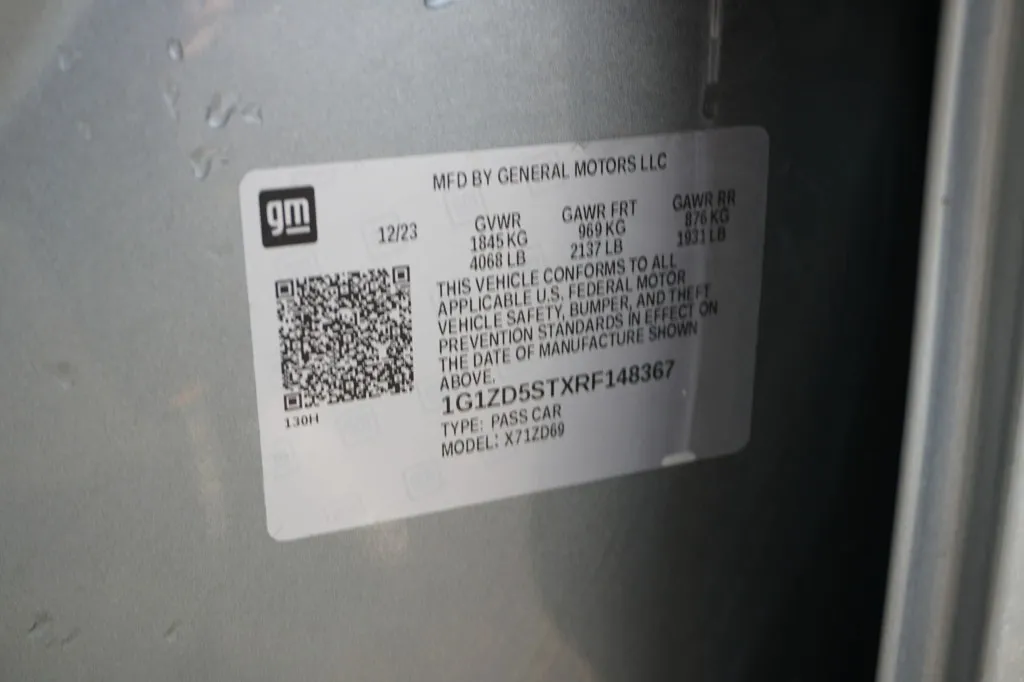 MFD BY GENERAL MOTORS LLC
gm
12/23
GVWR
1845 KG
4068 LB
GAWR FRT
969 KG
2137 LB
GAWR RR
876 KG
1931 LB
THIS VEHICLE CONFORMS TO ALL
APPLICABLE U.S. FEDERAL MOTOR
VEHICLE SAFETY, BUMPER, AND THEFT
PREVENTION STANDARDS IN EFFECT ON
THE DATE OF MANUFACTURE SHOWN
ABOVE.
1G1ZD5STXRF148367
TYPE: PASS CAR
MODEL: X71ZD69
130H